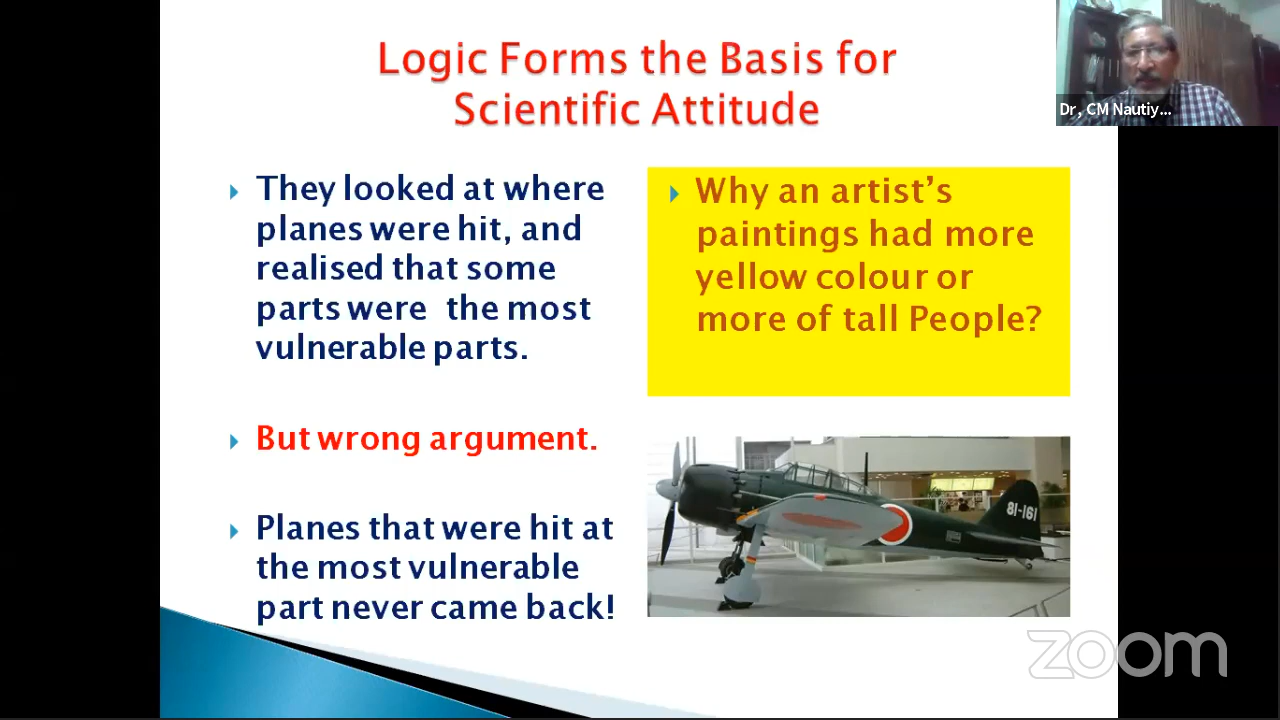 Logic Forms the Basis for
Scientific Attitude
Dr, CM Nautiy...
They looked at where
planes were hit, and
realised that some
parts were the most
vulnerable parts.
But wrong argument.
Planes that were hit at
the most vulnerable
part never came back!
Why an artist’s
paintings had more
yellow colour or
more of tall People?
81-161
zoom